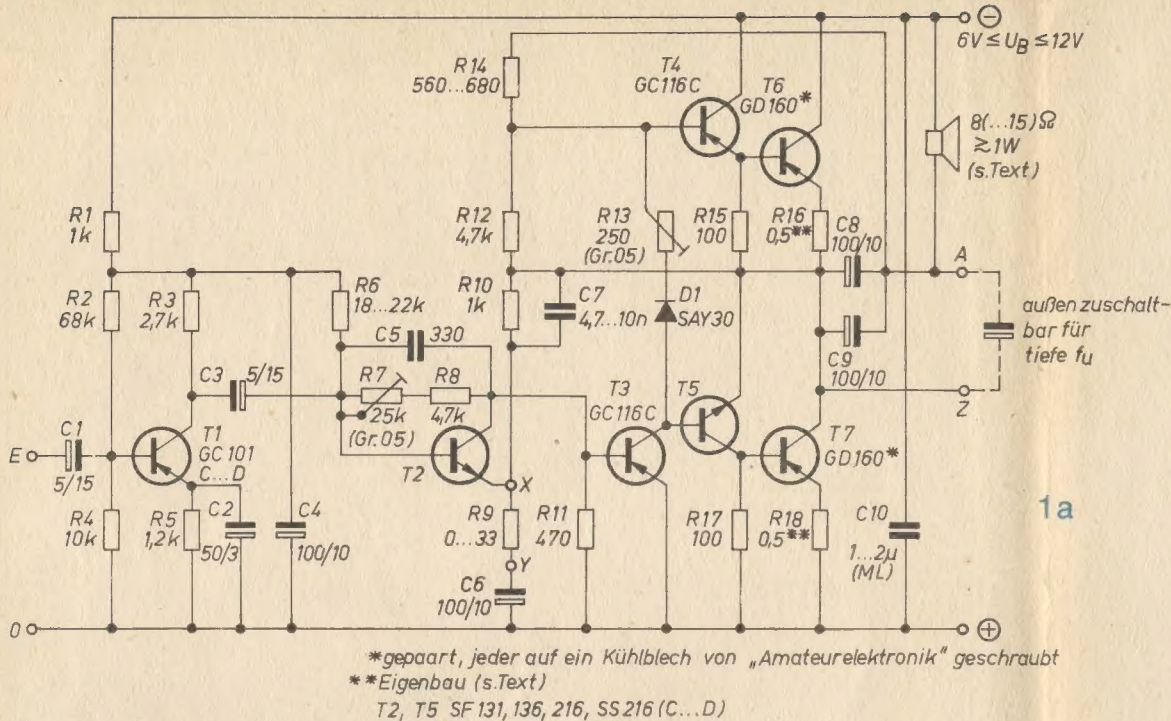 ⊖
6V ≤ U_B ≤ 12V
R14
560...680
T4
GC116C
T6
GD160*
8(...15)Ω
≳1W
(s.Text)
R1
1k
R12
4,7k
R13
250
(Gr.05)
R15
100
R16
0,5**
C8
100/10
A
R2
68k
R3
2,7k
R6
18...22k
R10
1k
C7
4,7...10n
D1
SAY30
außen zuschalt-
bar für
tiefe fu
C5
330
C3
5/15
R7
25k
(Gr.05)
R8
4,7k
T3
GC116C
T5
C9
100/10
Z
C1
5/15
E
T1
GC101
C...D
T2
X
T7
GD160*
R4
10k
R5
1,2k
C2
50/3
C4
100/10
R9
0...33
Y
C6
100/10
R11
470
R17
100
R18
0,5**
C10
1...2µ
(ML)
1a
0
⊕
*gepaart, jeder auf ein Kühlblech von „Amateurelektronik" geschraubt
**Eigenbau (s.Text)
T2, T5 SF131, 136, 216, SS216 (C...D)